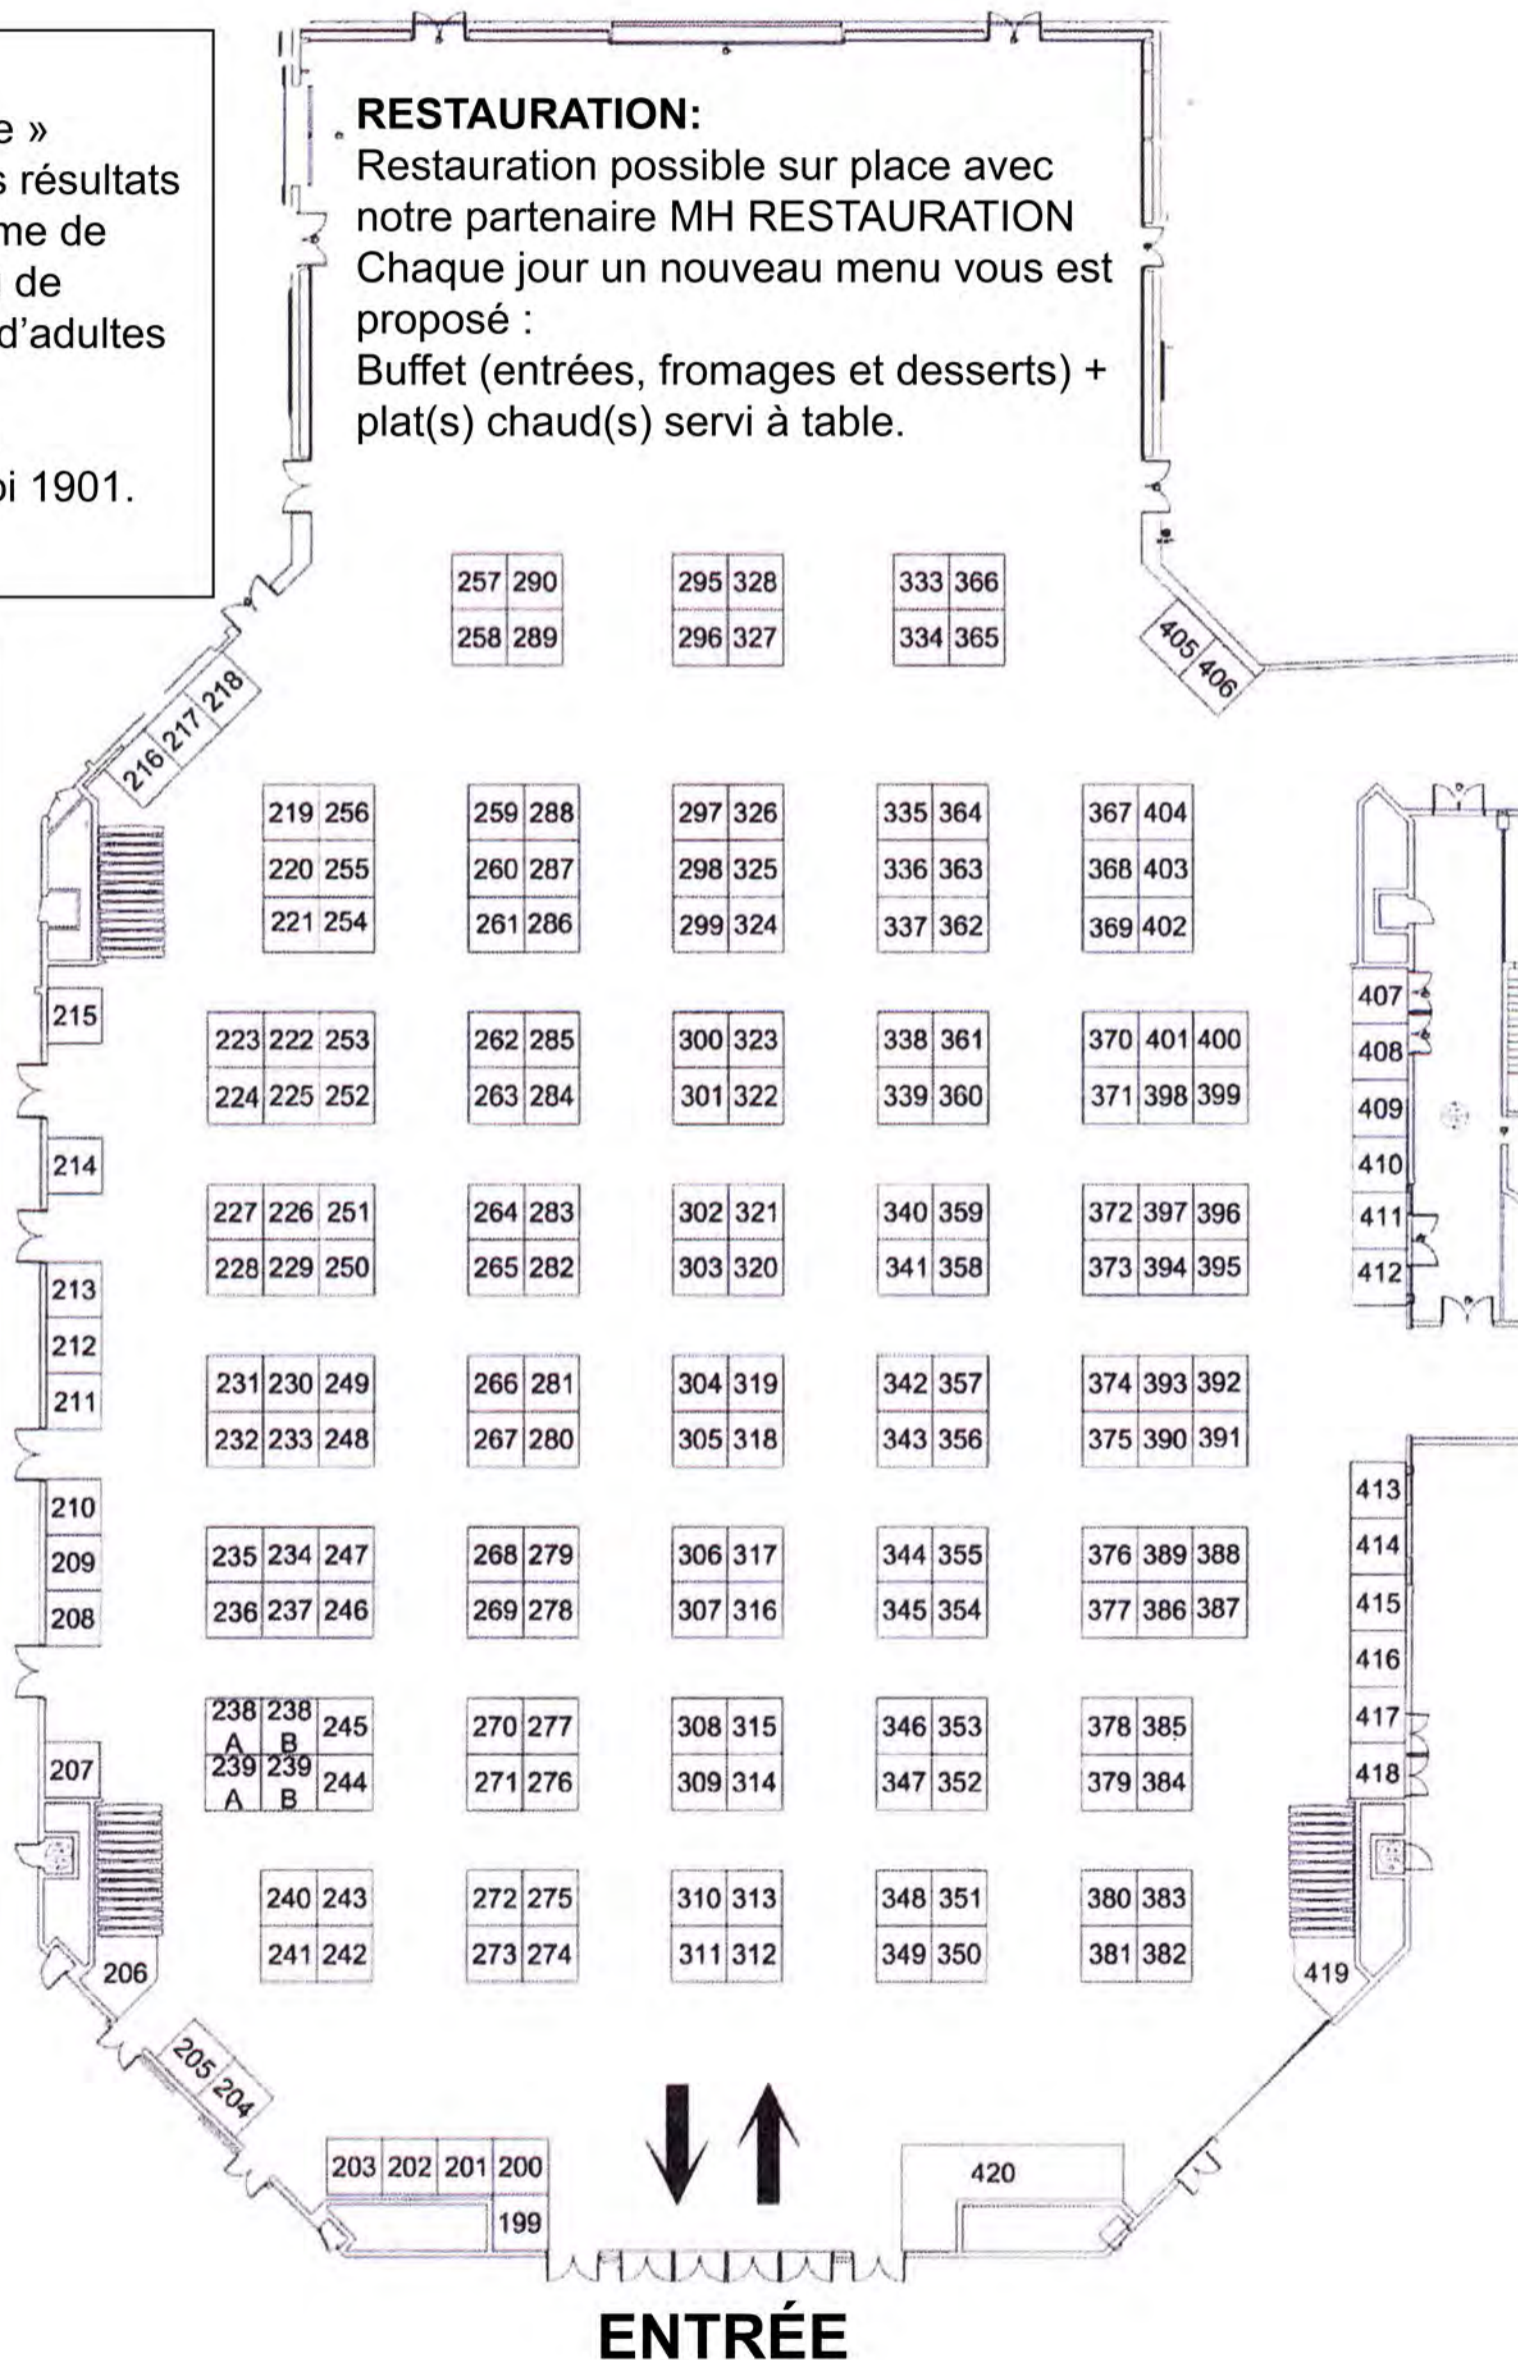 e »
s résultats
me de
de
d'adultes
oi 1901.
RESTAURATION:
Restauration possible sur place avec
notre partenaire MH RESTAURATION
Chaque jour un nouveau menu vous est
proposé :
Buffet (entrées, fromages et desserts) +
plat(s) chaud(s) servi à table.
257 290 295 328 333 366
258 289 296 327 334 365
405
406
218
217
216
219 256 259 288 297 326 335 364 367 404
220 255 260 287 298 325 336 363 368 403
221 254 261 286 299 324 337 362 369 402
407
215
223 222 253 262 285 300 323 338 361 370 401 400
408
224 225 252 263 284 301 322 339 360 371 398 399
409
214
410
227 226 251 264 283 302 321 340 359 372 397 396
411
228 229 250 265 282 303 320 341 358 373 394 395
412
213
212
231 230 249 266 281 304 319 342 357 374 393 392
211
232 233 248 267 280 305 318 343 356 375 390 391
413
210
414
235 234 247 268 279 306 317 344 355 376 389 388
209
415
236 237 246 269 278 307 316 345 354 377 386 387
208
416
417
238 A 238 B 245 270 277 308 315 346 353 378 385
207
418
239 A 239 B 244 271 276 309 314 347 352 379 384
240 243 272 275 310 313 348 351 380 383
241 242 273 274 311 312 349 350 381 382
206
419
205
204
203 202 201 200
420
199
ENTRÉE